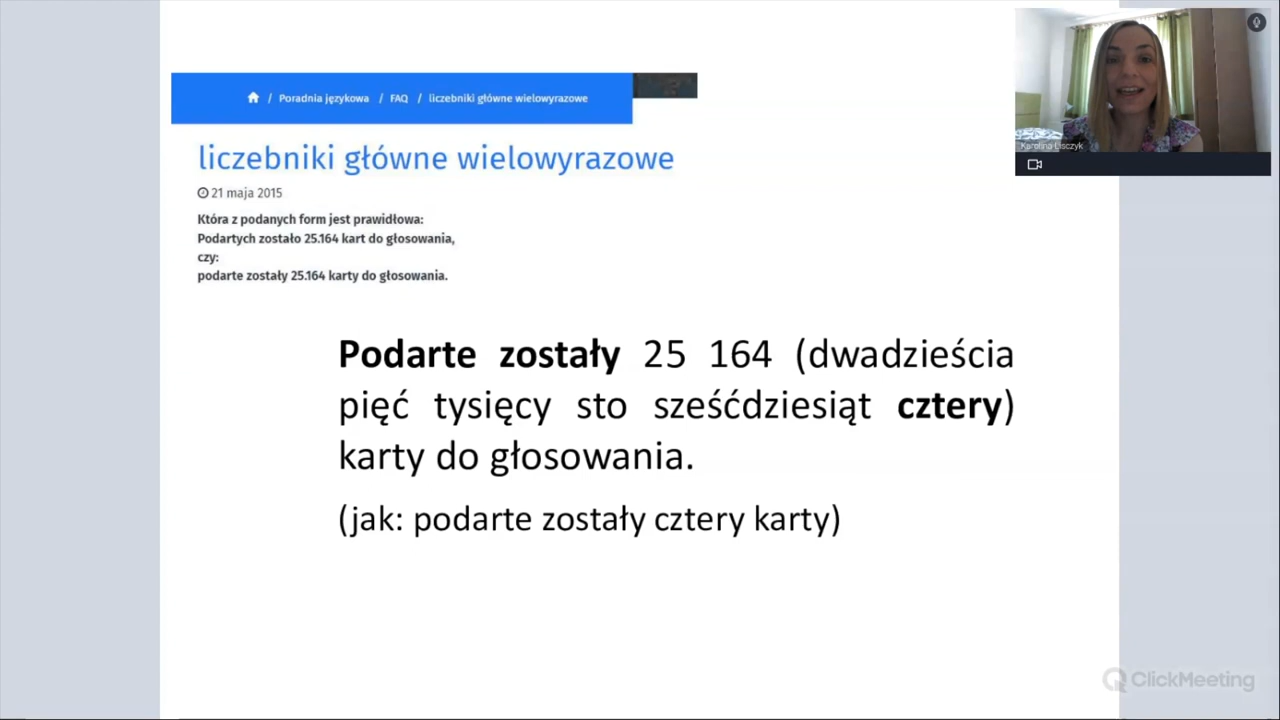 / Poradnia językowa / FAQ / liczebniki główne wielowyrazowe
liczebniki główne wielowyrazowe
21 maja 2015
Która z podanych form jest prawidłowa:
Podartych zostało 25.164 kart do głosowania,
czy:
podarte zostały 25.164 karty do głosowania.
Podarte zostały 25 164 (dwadzieścia
pięć tysięcy sto sześćdziesiąt cztery)
karty do głosowania.
(jak: podarte zostały cztery karty)
Karolina Lisczyk
ClickMeeting